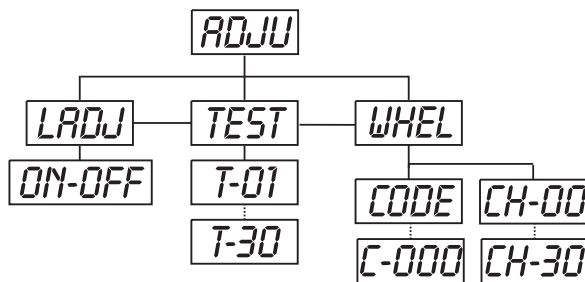 ADJU
LADJ TEST WHEL
ON-OFF T-01 CODE CH-00
T-30 C-000 CH-30